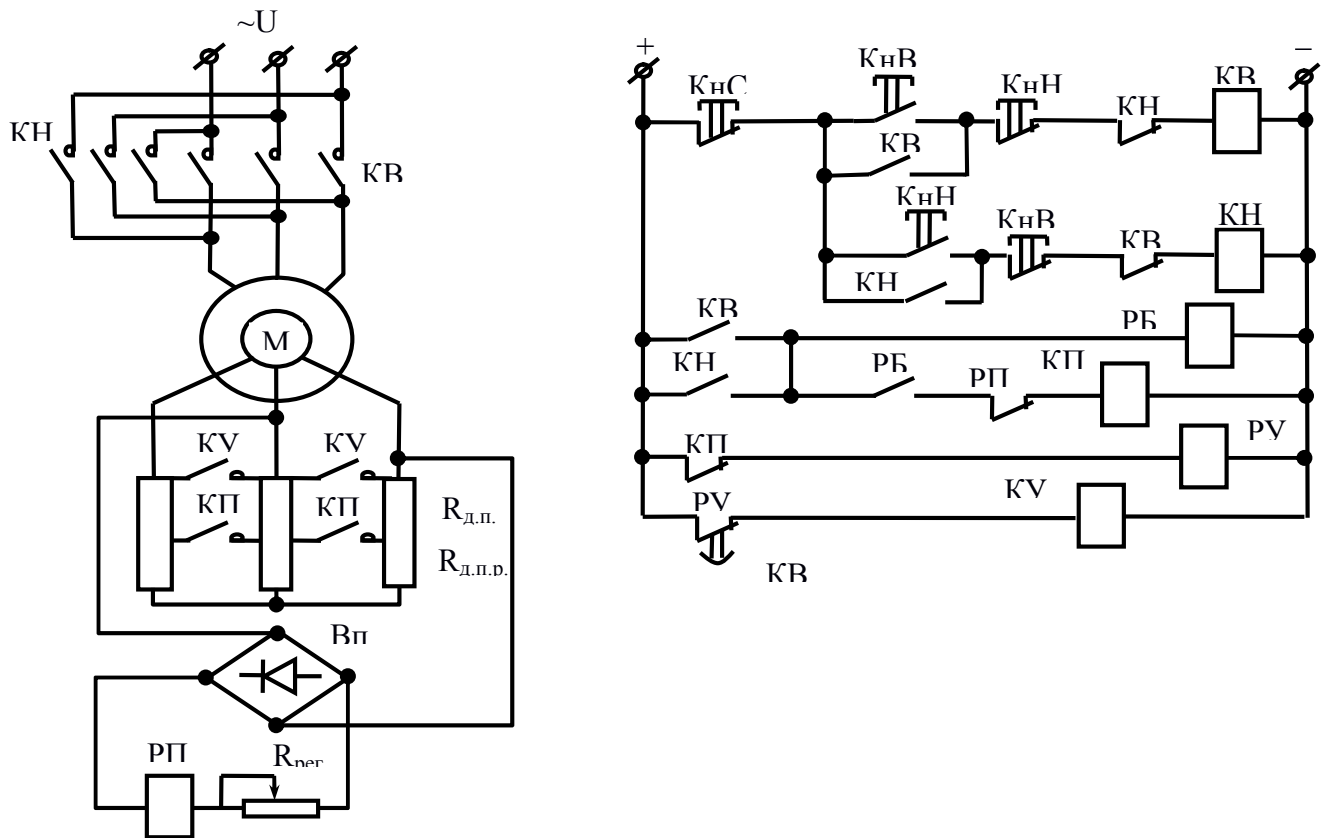 ~U
КН
КВ
М
КУ КУ
КП КП
Rд.п.
Rд.п.р.
Вп
РП
Rрег
+
–
КнС
КнВ
КнН
КН
КВ
КВ
КнН
КнВ
КВ
КН
КН
КВ
РБ
КН
РБ
РП
КП
КП
РУ
РУ
КУ
КВ